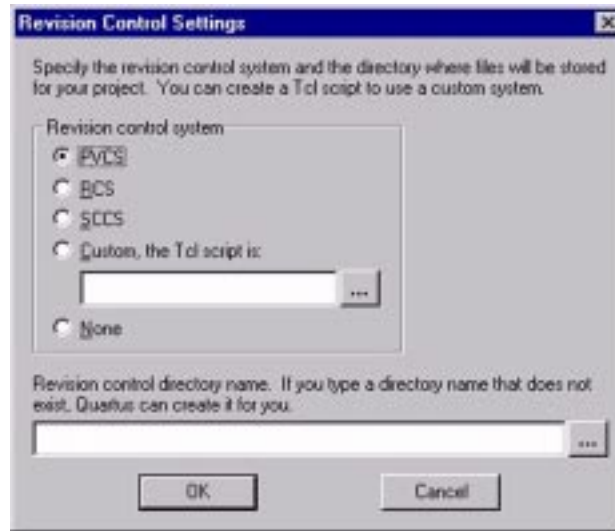 Revision Control Settings
Specify the revision control system and the directory where files will be stored
for your project. You can create a Tcl script to use a custom system.
Revision control system
PVCS
RCS
SCCS
Custom, the Tcl script is:
...
None
Revision control directory name. If you type a directory name that does not
exist, Quartus can create it for you.
...
OK
Cancel